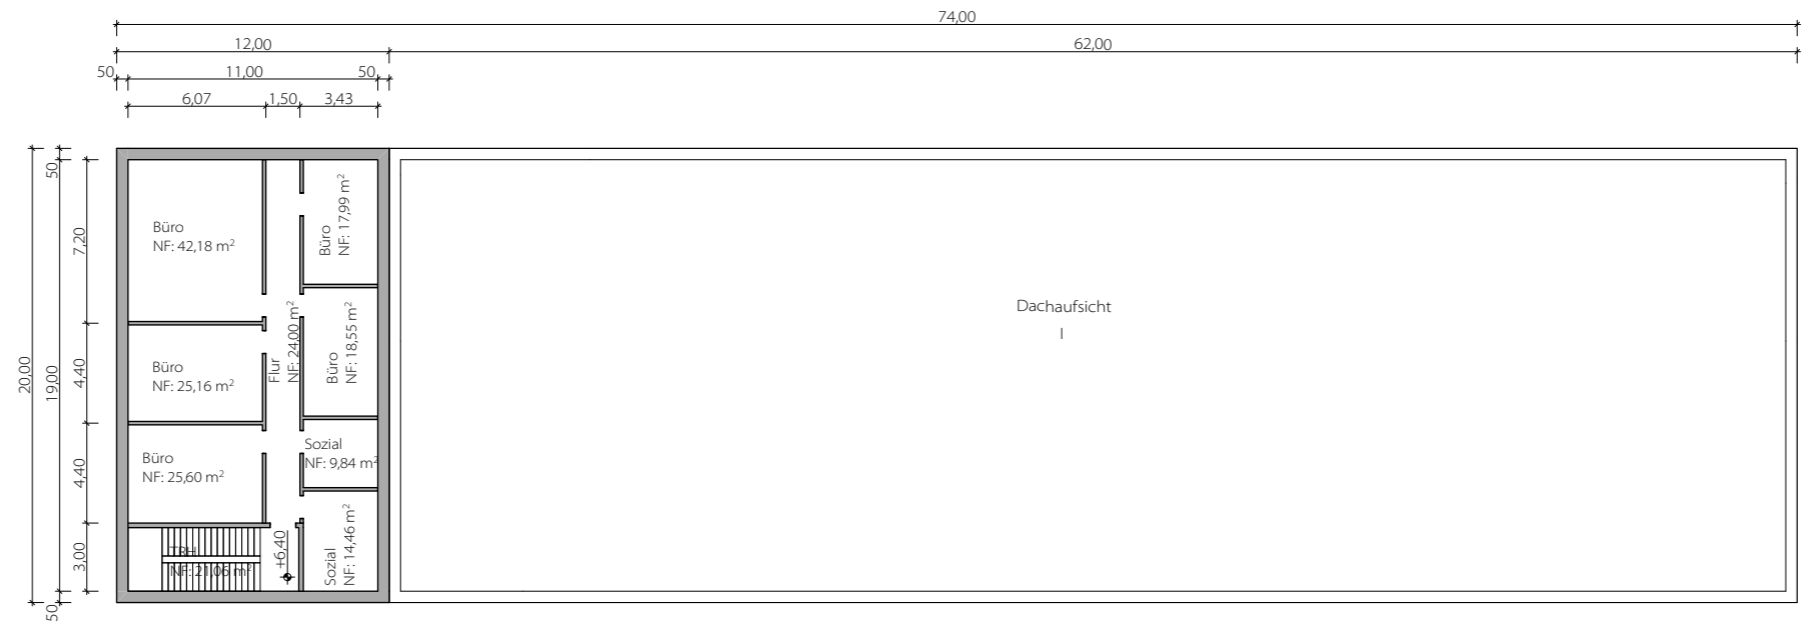 74,00
12,00
62,00
50
11,00
50
6,07
1,50
3,43
20,00
50
19,00
50
7,20
4,40
4,40
3,00
Büro
NF: 42,18 m²
Büro
NF: 17,99 m²
Dachaufsicht
I
Flur
NF: 24,00 m²
Büro
NF: 18,55 m²
Büro
NF: 25,16 m²
Sozial
NF: 9,84 m²
Büro
NF: 25,60 m²
TRH
NF: 21,06 m²
+6,40
Sozial
NF: 14,46 m²